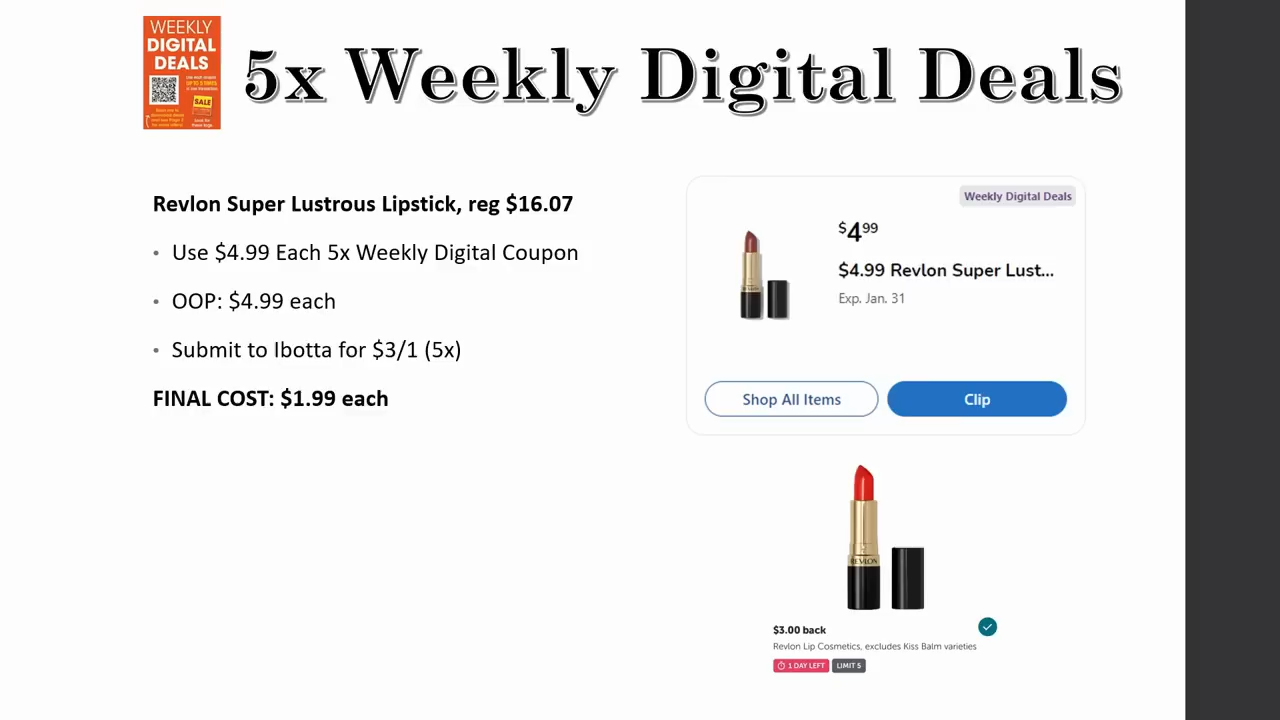 WEEKLY
DIGITAL
DEALS
SALE
5x Weekly Digital Deals
Revlon Super Lustrous Lipstick, reg $16.07
• Use $4.99 Each 5x Weekly Digital Coupon
• OOP: $4.99 each
• Submit to Ibotta for $3/1 (5x)
FINAL COST: $1.99 each
Weekly Digital Deals
$4.99
$4.99 Revlon Super Lust...
Exp. Jan. 31
Shop All Items
Clip
REVLON
$3.00 back
Revlon Lip Cosmetics, excludes Kiss Balm varieties
1 DAY LEFT
LIMIT 5